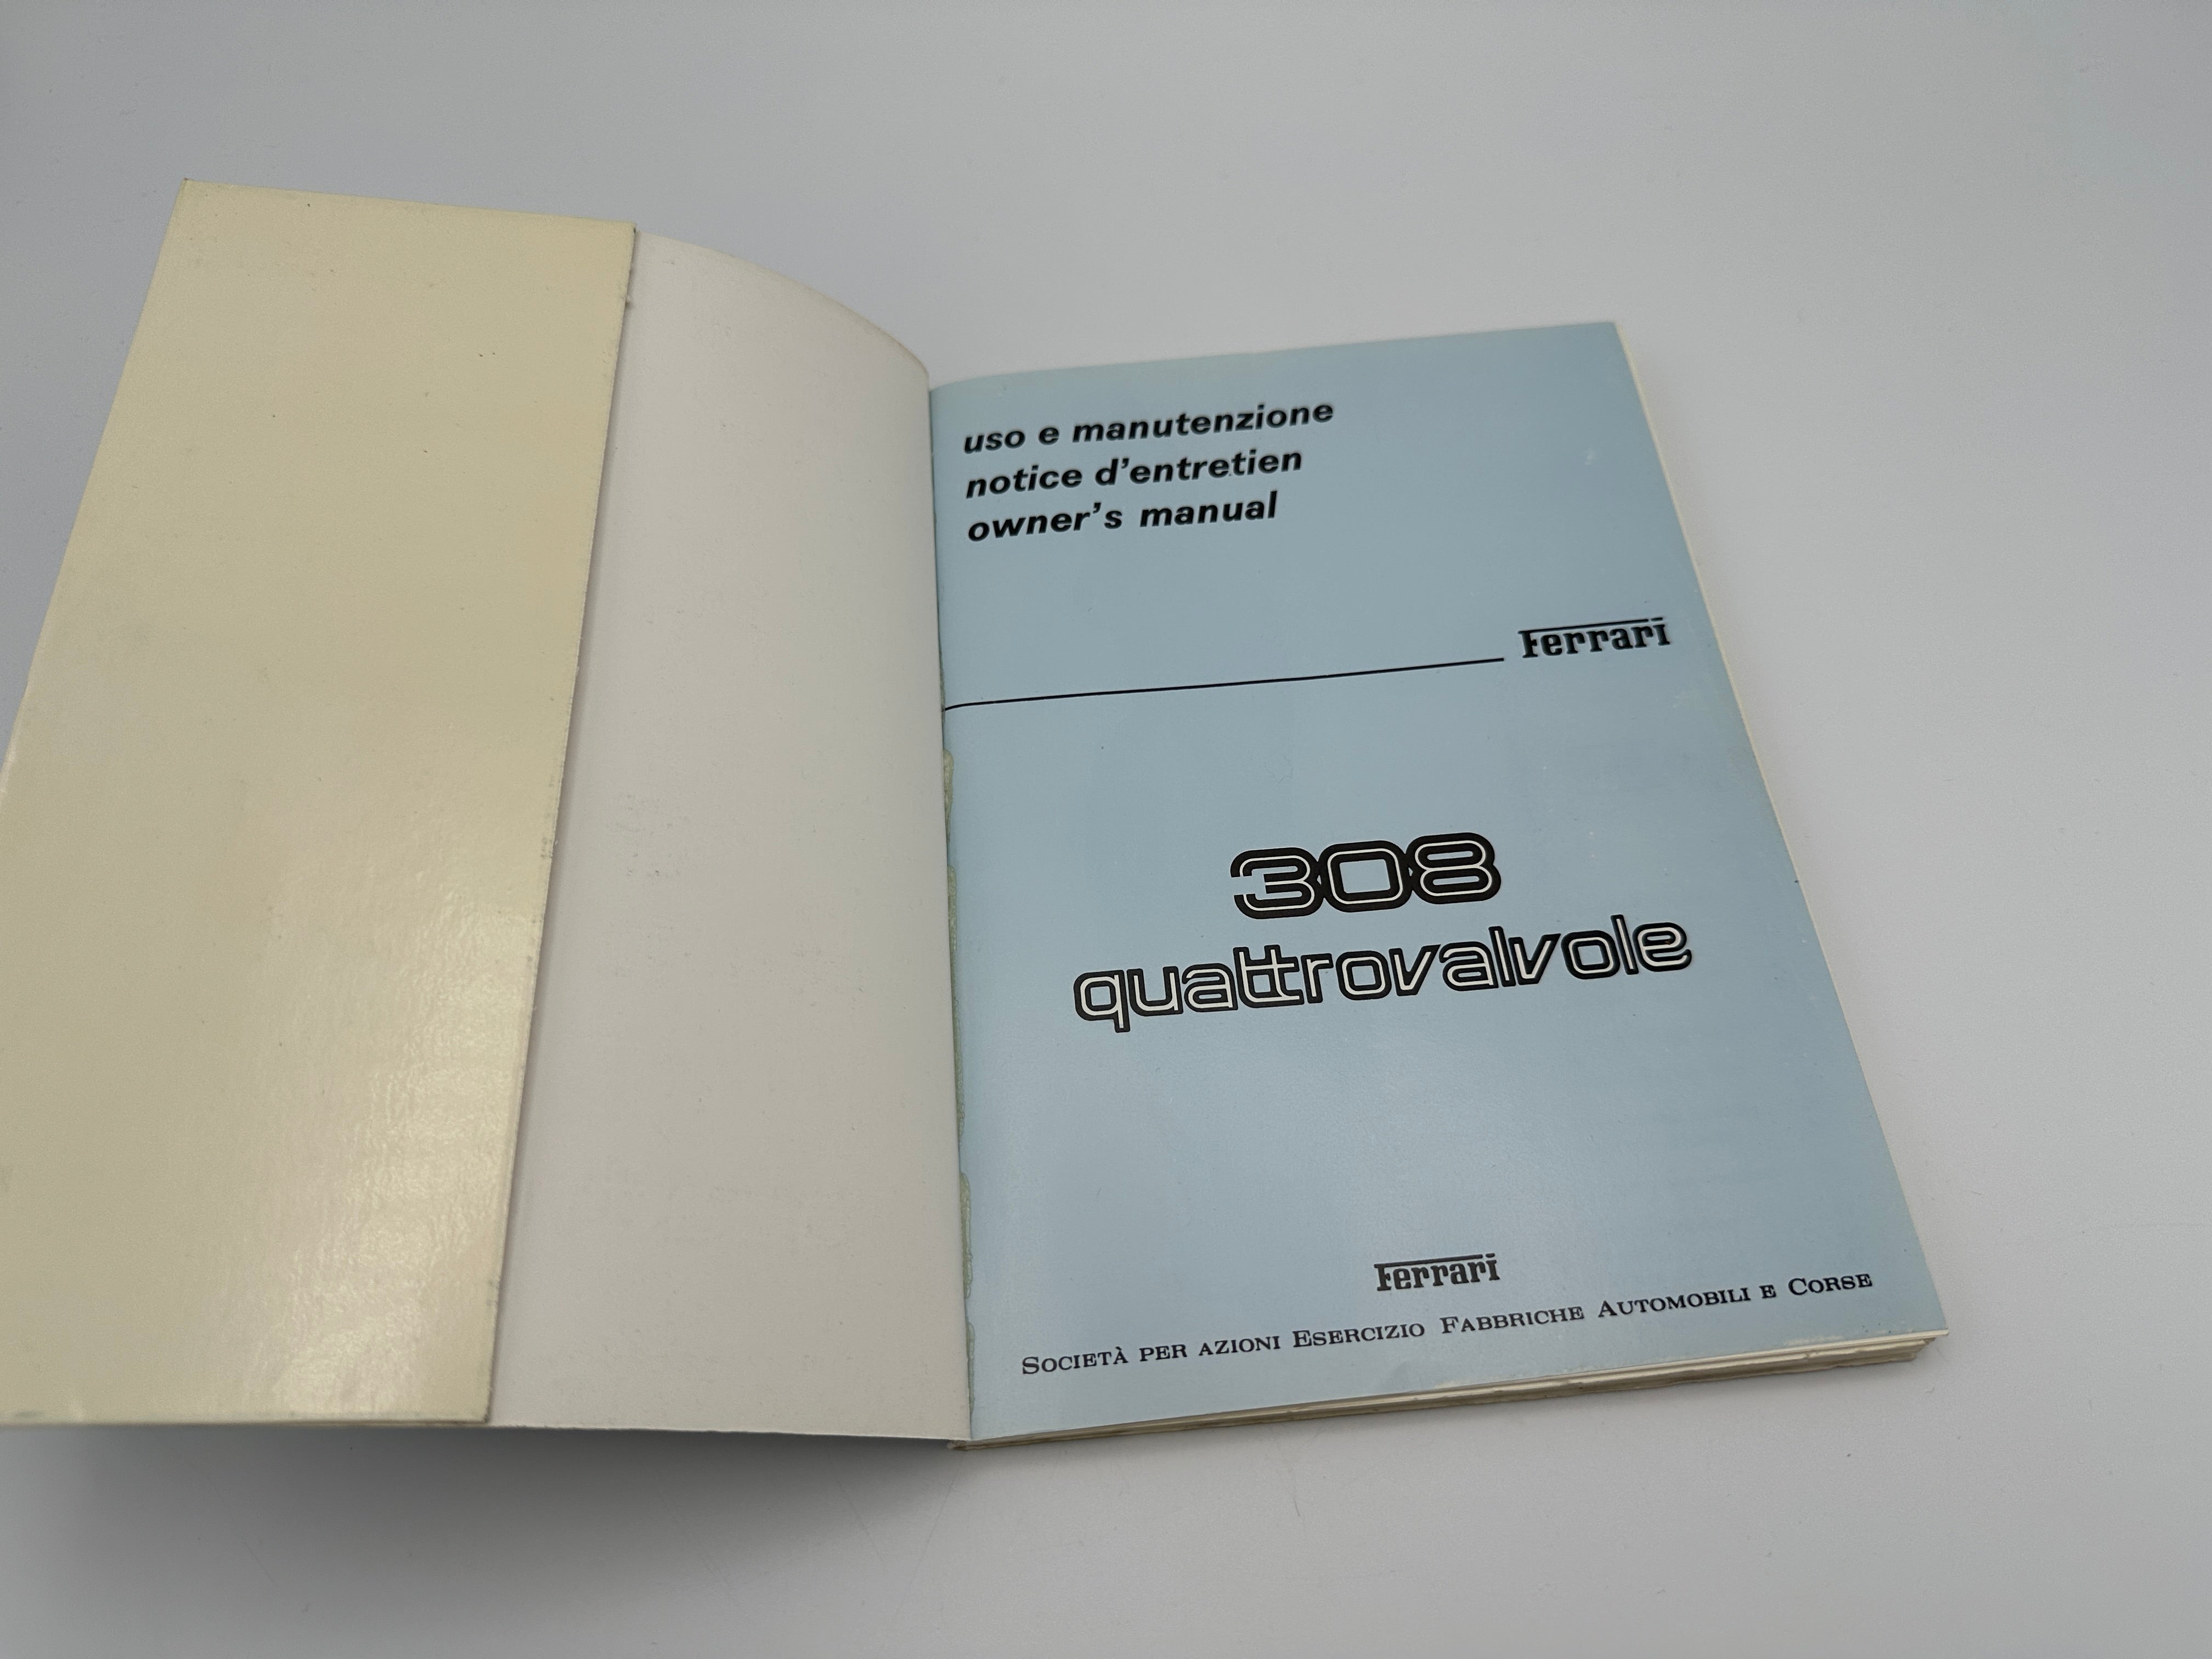 uso e manutenzione
notice d'entretien
owner's manual
Ferrari
308
quattrovalvole
Ferrari
SOCIETÀ PER AZIONI ESERCIZIO FABBRICHE AUTOMOBILI E CORSE